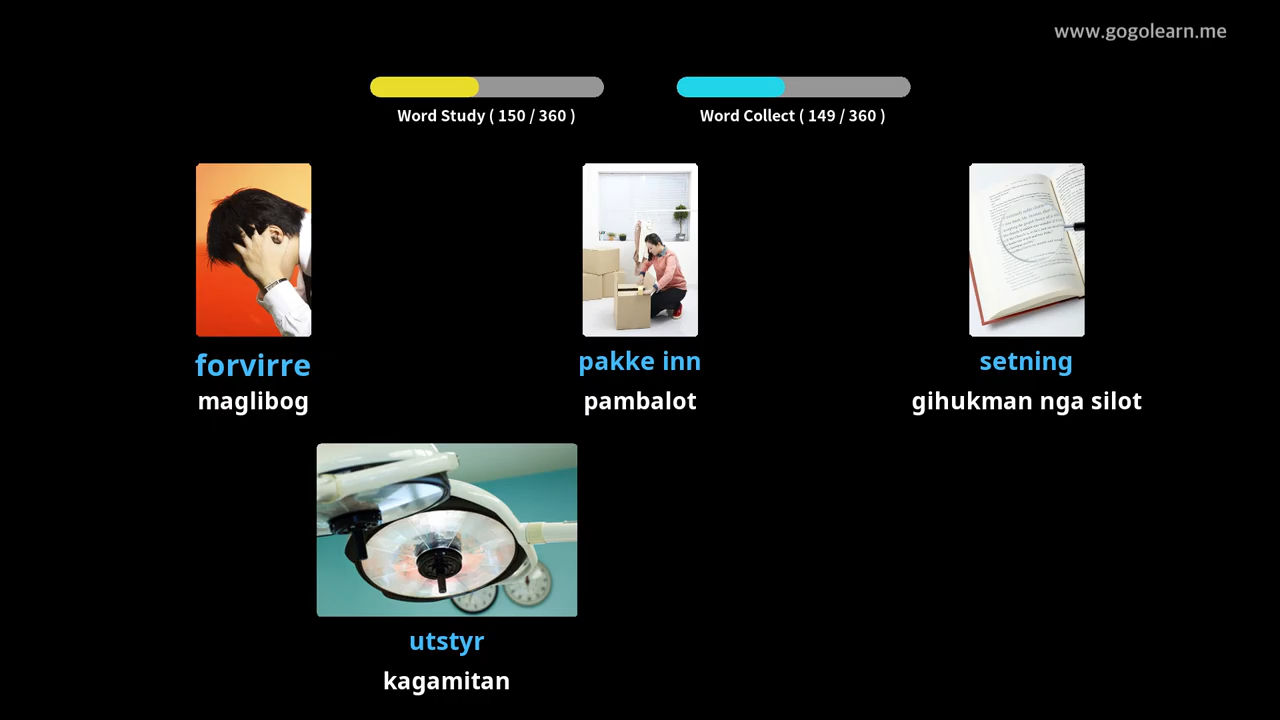 www.gogolearn.me
Word Study ( 150 / 360 )
Word Collect ( 149 / 360 )
forvirre
maglibog
pakke inn
pambalot
setning
gihukman nga silot
utstyr
kagamitan